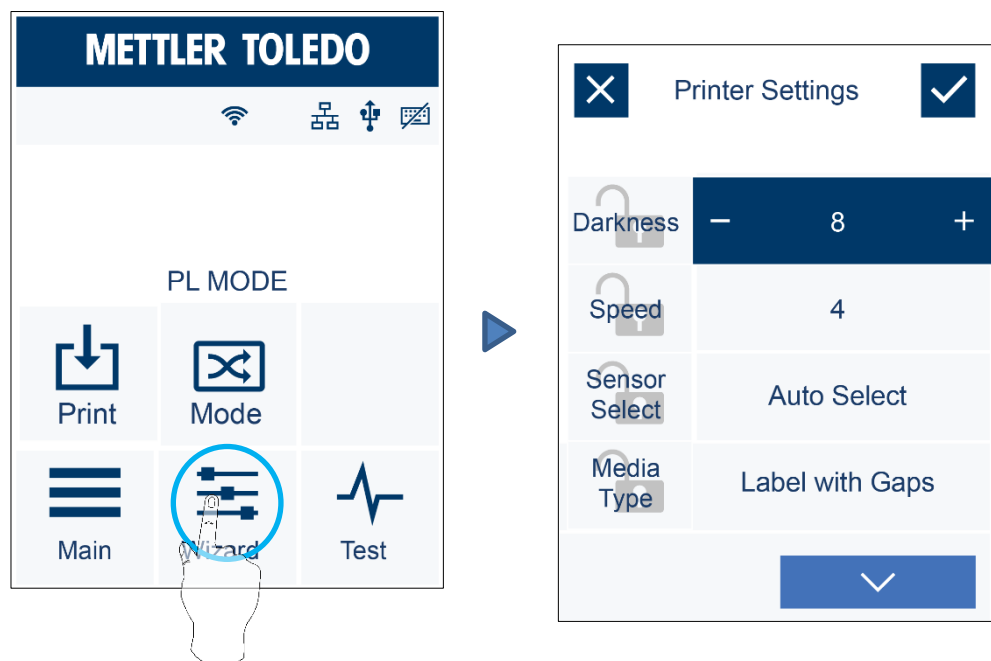 METTLER TOLEDO
PL MODE
Print
Mode
Main
Wizard
Test
Printer Settings
Darkness
− 8 +
Speed
4
Sensor
Select
Auto Select
Media
Type
Label with Gaps